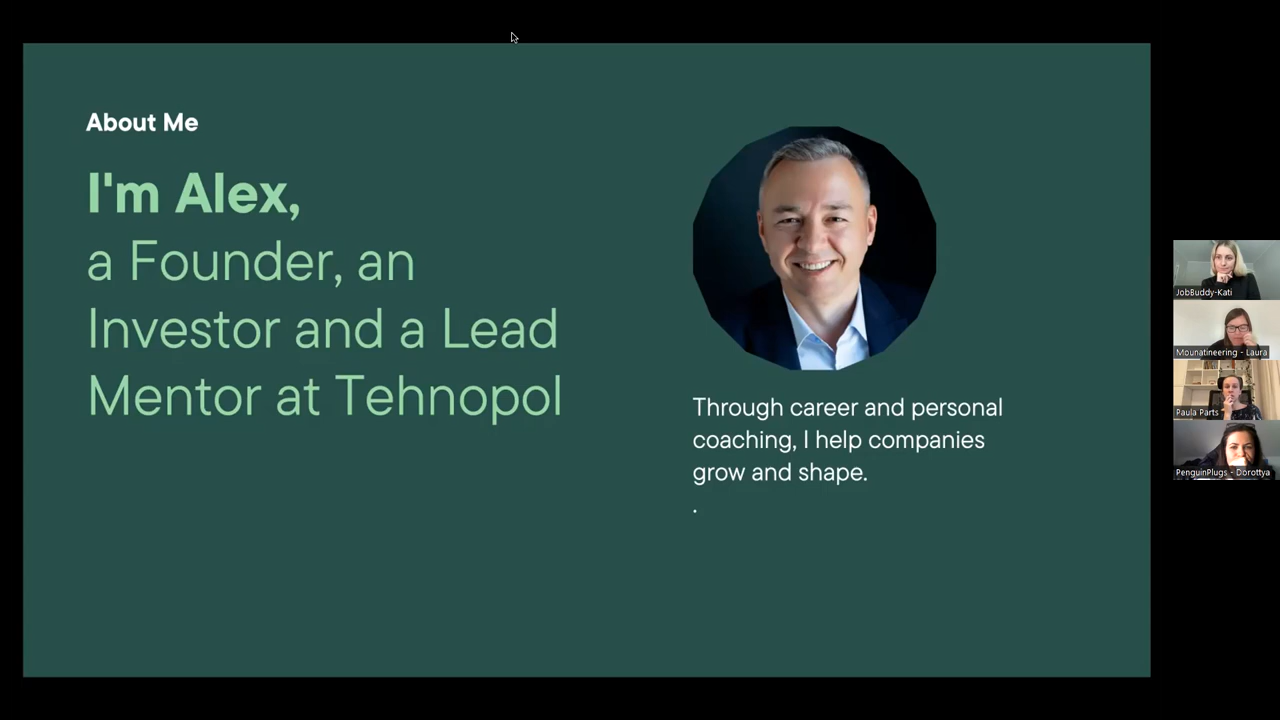 About Me
I'm Alex,
a Founder, an
Investor and a Lead
Mentor at Tehnopol
Through career and personal
coaching, I help companies
grow and shape.
.
JobBuddy-Kati
Mounatineering - Laura
Paula Parts
PenguinPlugs - Dorottya